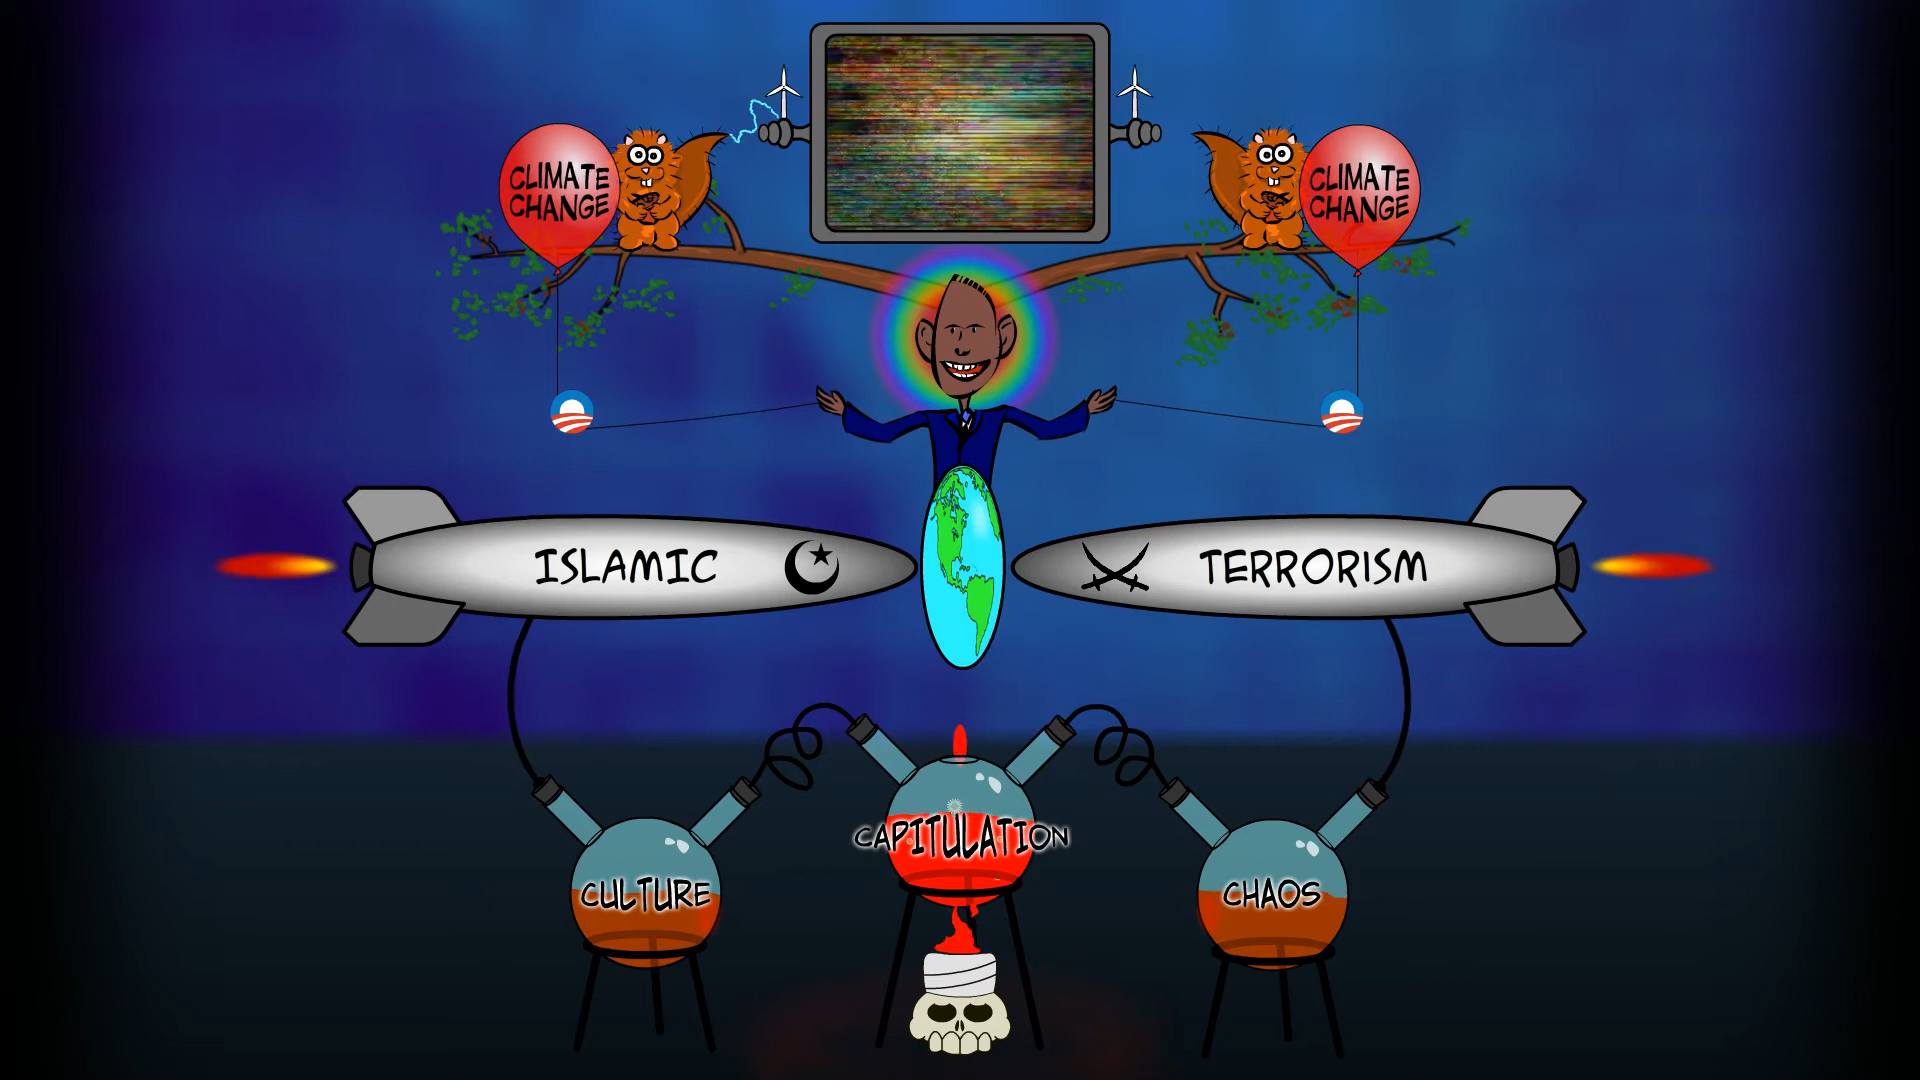 CLIMATE
CHANGE
CLIMATE
CHANGE
ISLAMIC
TERRORISM
CAPITULATION
CULTURE
CHAOS